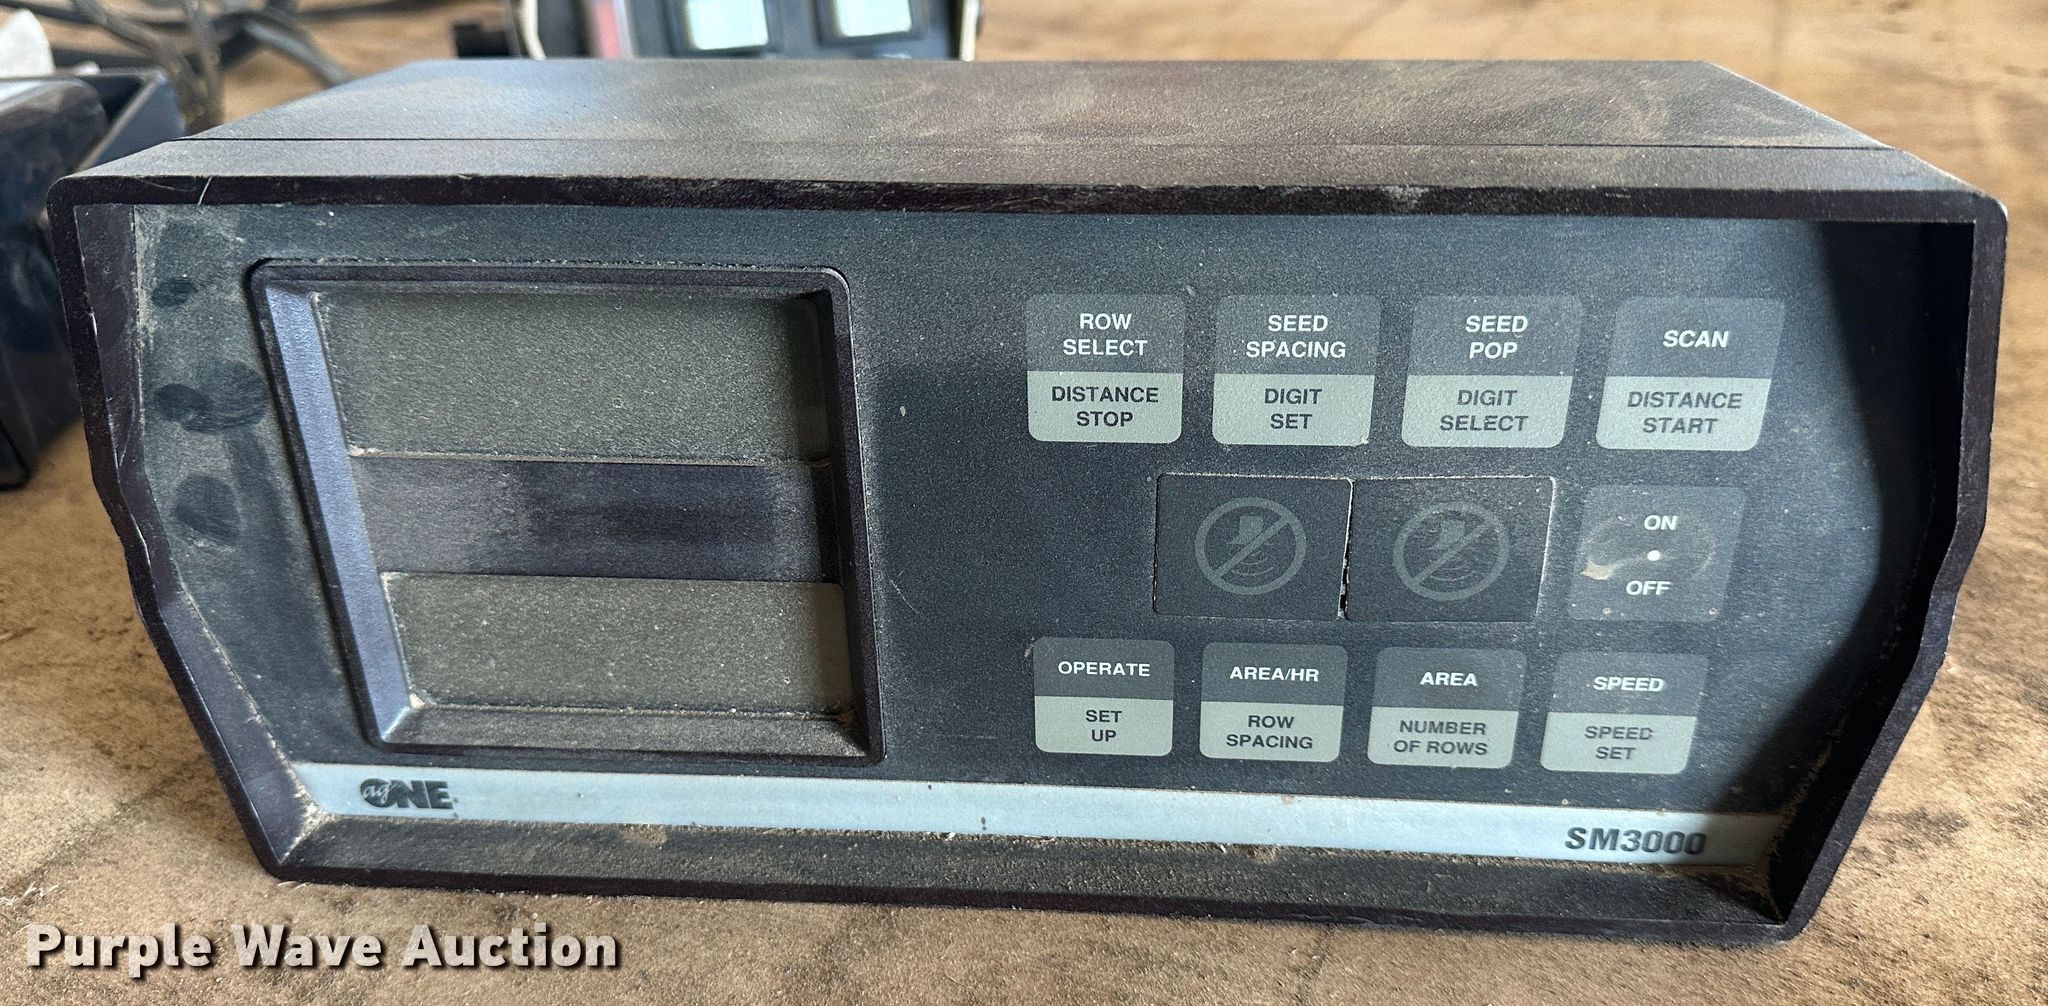 ROW
SELECT
DISTANCE
STOP
SEED
SPACING
DIGIT
SET
SEED
POP
DIGIT
SELECT
SCAN
DISTANCE
START
ON
OFF
OPERATE
SET
UP
AREA/HR
ROW
SPACING
AREA
NUMBER
OF ROWS
SPEED
SPEED
SET
agONE
SM3000
Purple Wave Auction